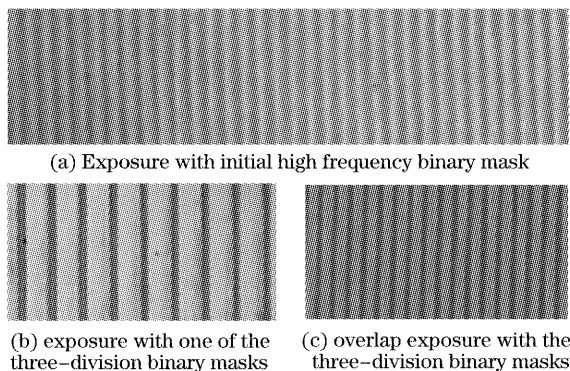 (a) Exposure with initial high frequency binary mask
(b) exposure with one of the
three-division binary masks
(c) overlap exposure with the
three-division binary masks